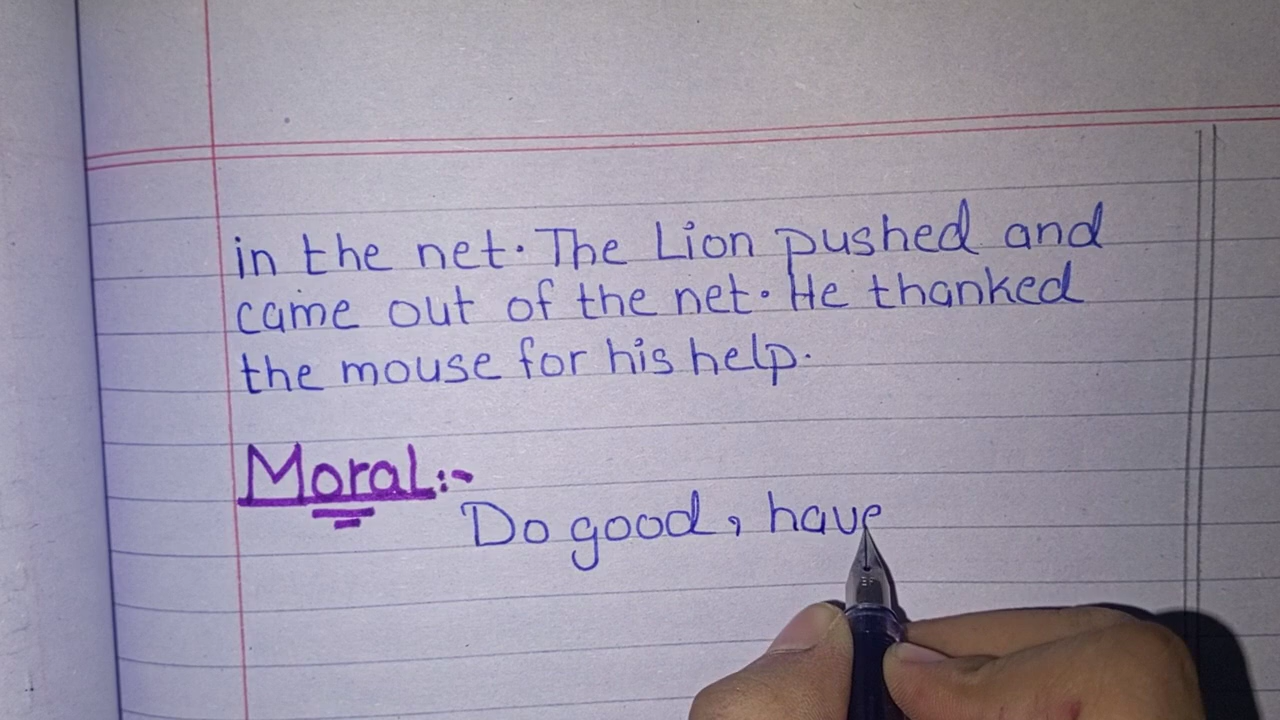 in the net. The Lion pushed and
came out of the net. He thanked
the mouse for his help.
Moral:-
Do good, have